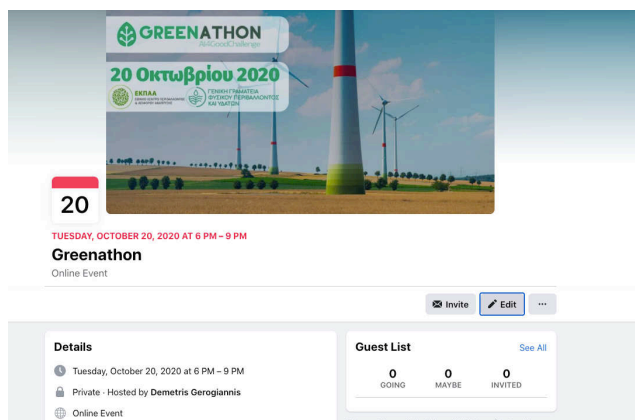 GREENATHON
#AI4GoodChallenge
20 Οκτωβρίου 2020
ΕΚΠΑΑ
ΓΕΝΙΚΗ ΓΡΑΜΜΑΤΕΙΑ
ΦΥΣΙΚΟΥ ΠΕΡΙΒΑΛΛΟΝΤΟΣ
ΚΑΙ ΥΔΑΤΩΝ
20
TUESDAY, OCTOBER 20, 2020 AT 6 PM – 9 PM
Greenathon
Online Event
Invite
Edit
Details
Tuesday, October 20, 2020 at 6 PM – 9 PM
Private · Hosted by Demetris Gerogiannis
Online Event
Guest List
See All
0 0 0
GOING MAYBE INVITED